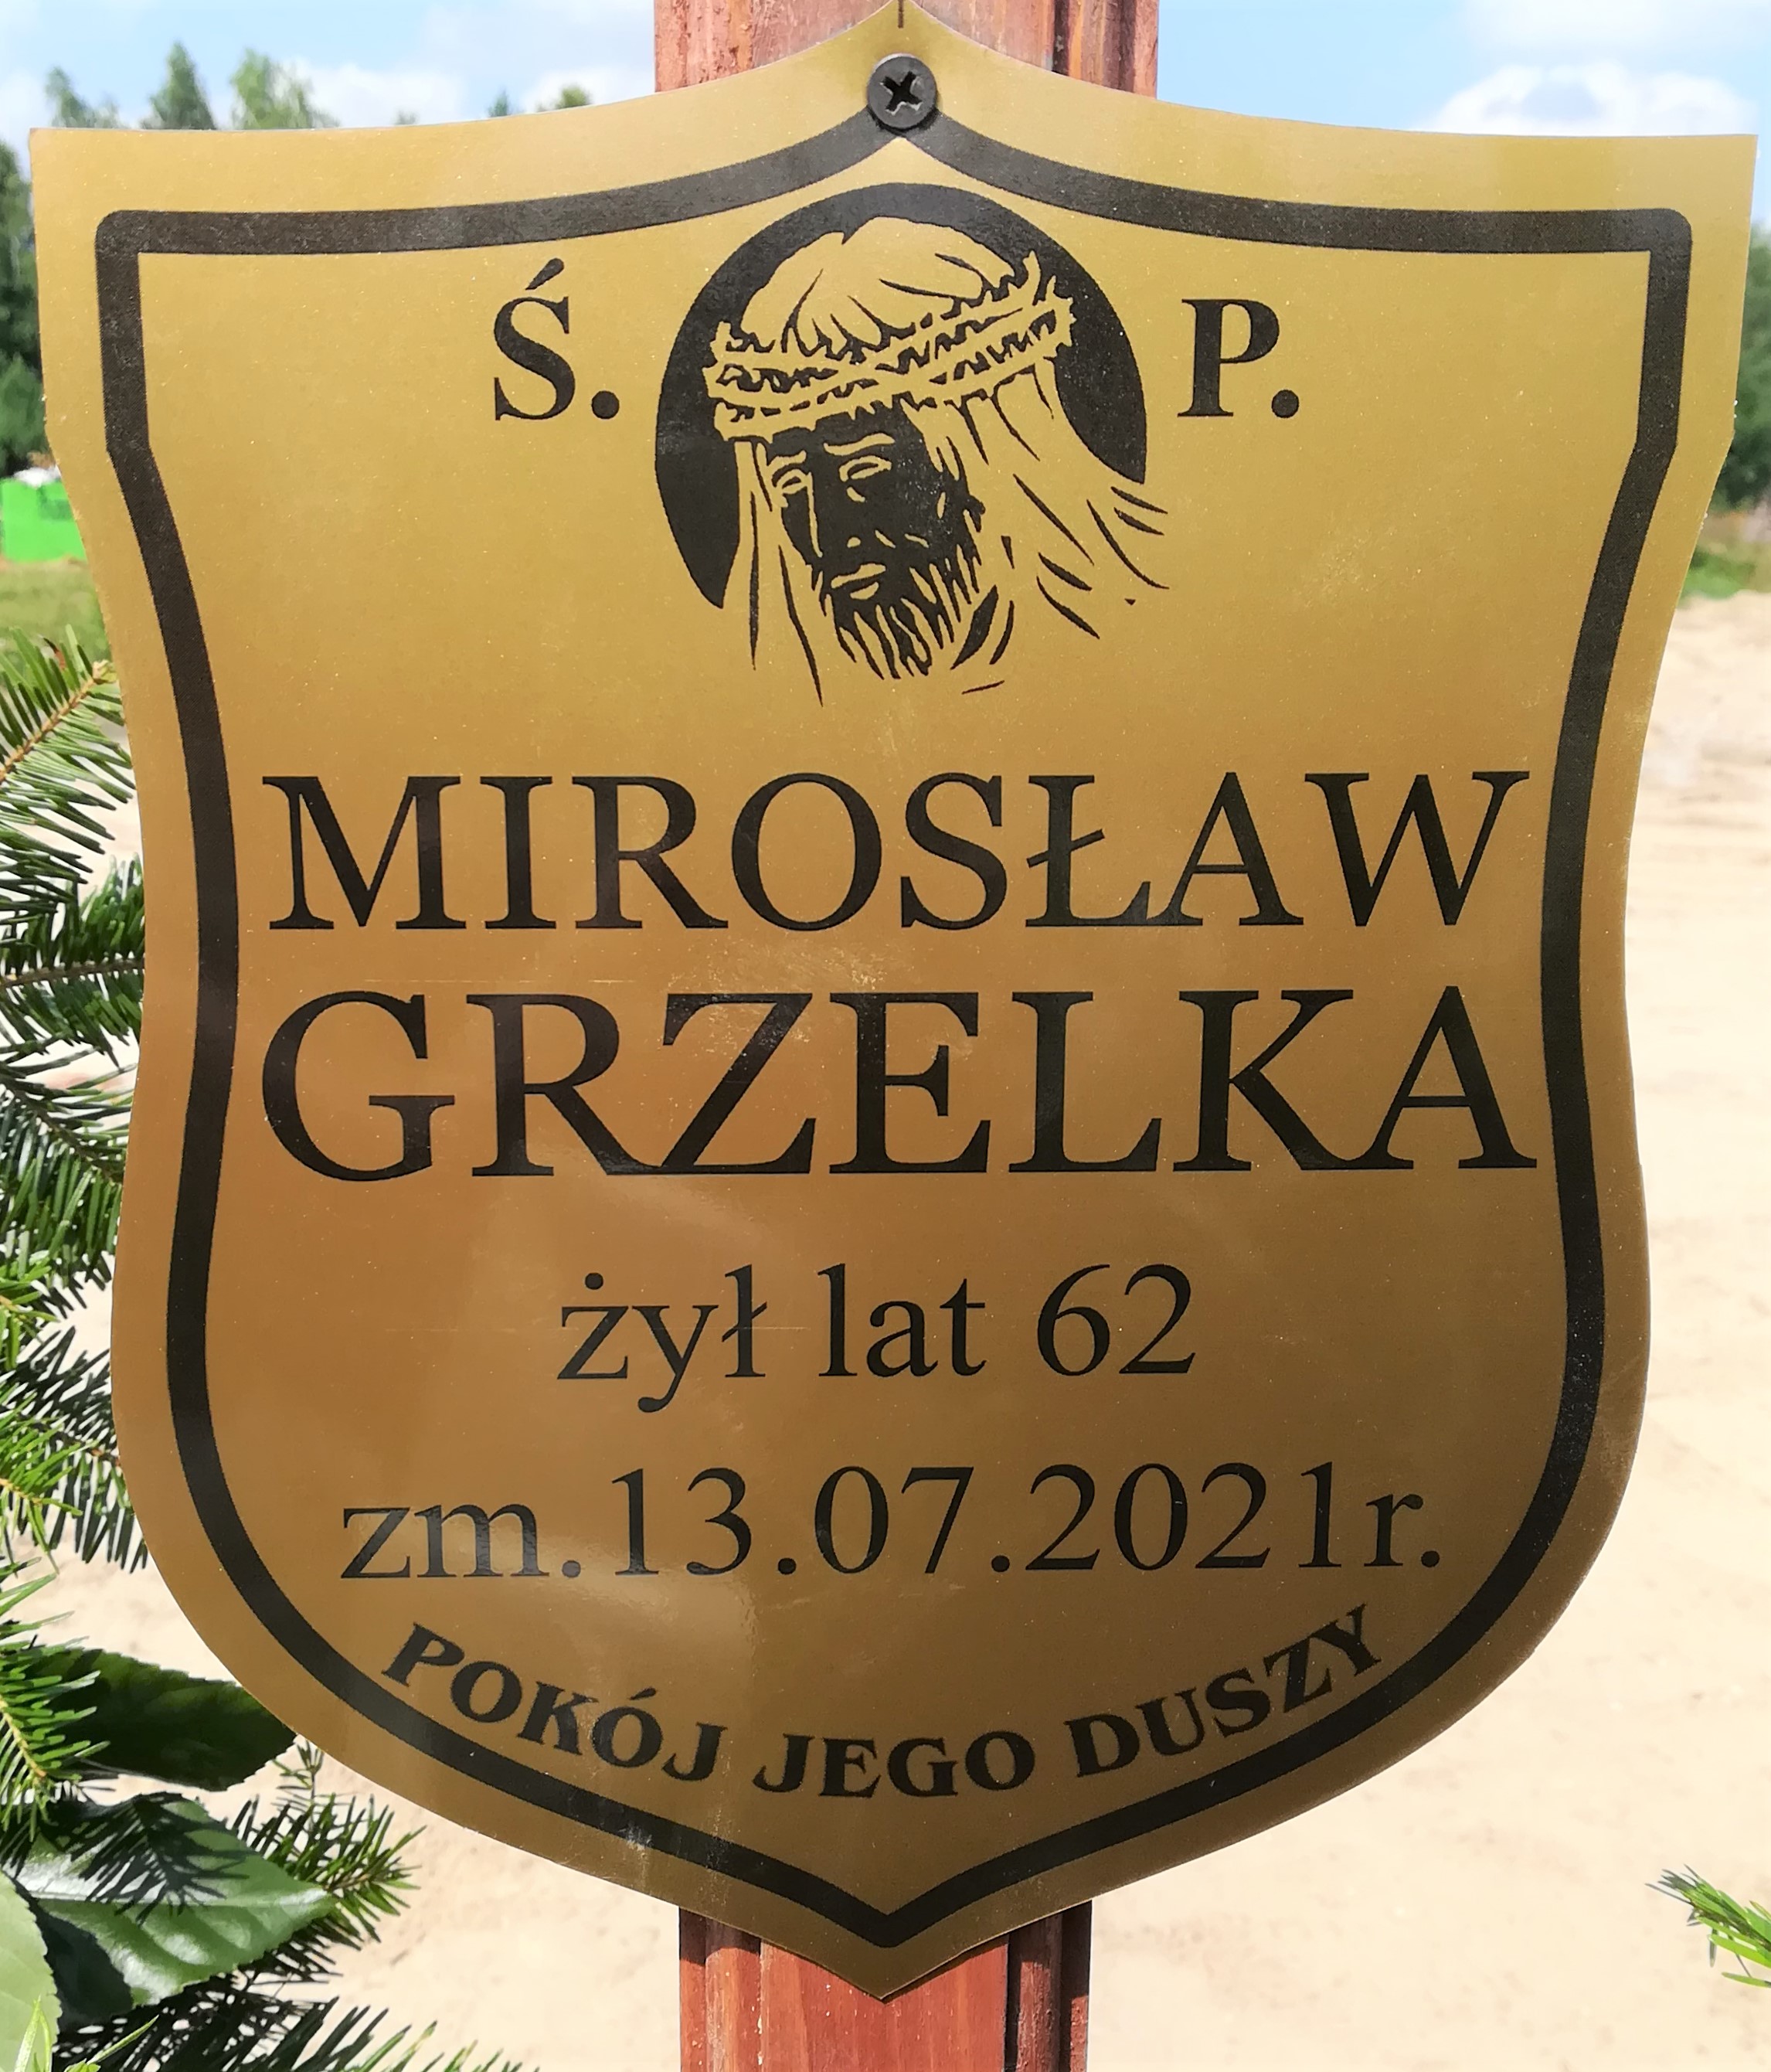 Ś. P.
MIROSŁAW
GRZELKA
żył lat 62
zm.13.07.2021r.
POKÓJ JEGO DUSZY